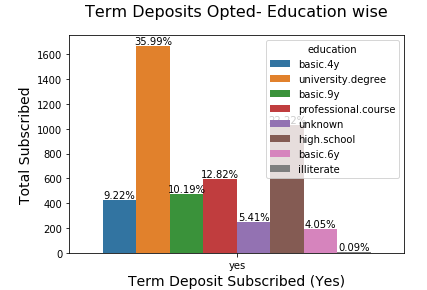 Term Deposits Opted- Education wise
35.99%
1600
1400
1200
1000
800
600
400
200
0
Total Subscribed
education
basic.4y
university.degree
basic.9y
professional.course
unknown
high.school
basic.6y
illiterate
9.22%
10.19%
12.82%
5.41%
4.05%
0.09%
yes
Term Deposit Subscribed (Yes)